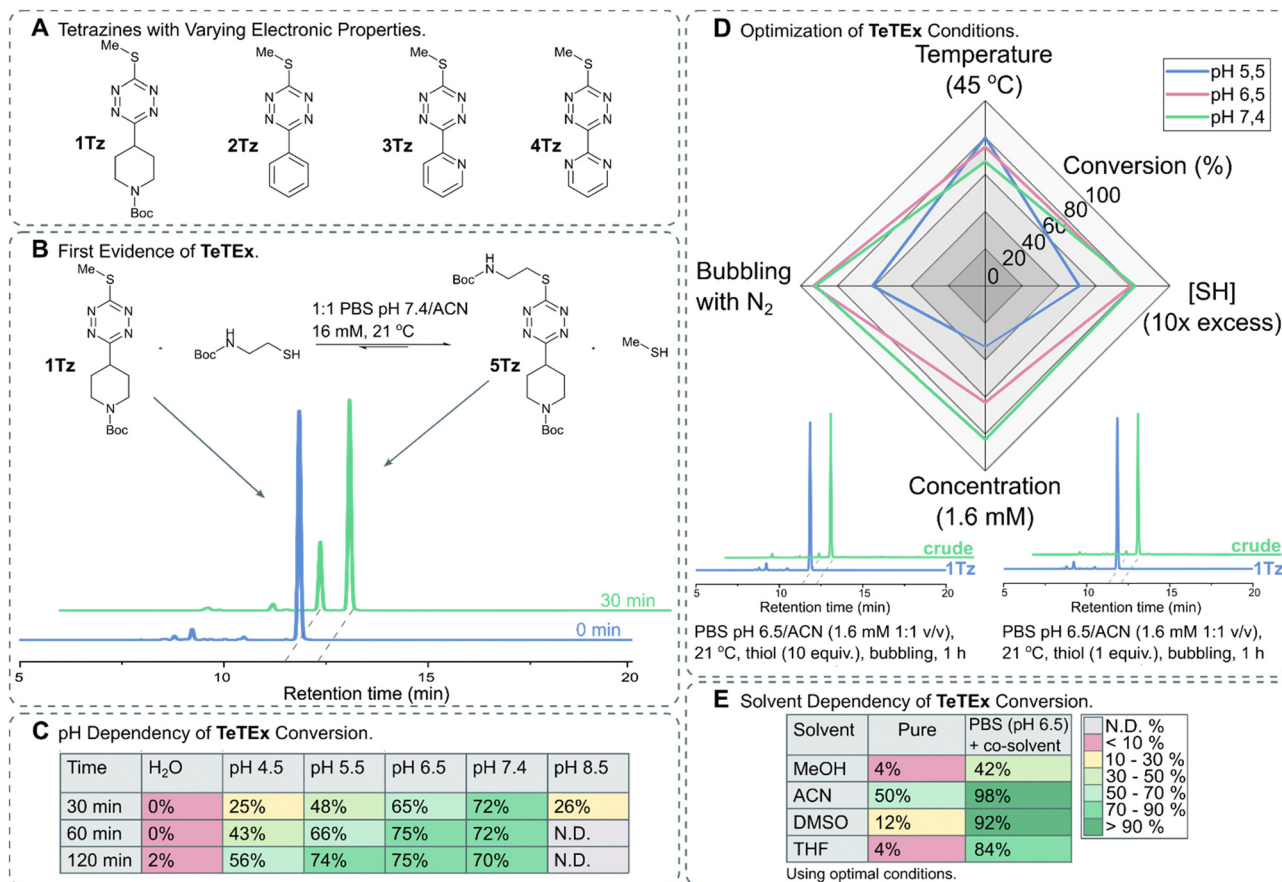 A Tetrazines with Varying Electronic Properties.
Me
S
N N
N N
1Tz
N
Boc
Me
S
N N
N N
2Tz
Me
S
N N
N N
3Tz
N
Me
S
N N
N N
4Tz
N N
B First Evidence of TeTEx.
Me
S
N N
N N
1Tz
N
Boc
H
N
Boc
SH
1:1 PBS pH 7.4/ACN
16 mM, 21 °C
H
N
Boc
S
N N
N N
5Tz
N
Boc
Me
SH
30 min
0 min
5 10 15 20
Retention time (min)
C pH Dependency of TeTEx Conversion.
Time H₂O pH 4.5 pH 5.5 pH 6.5 pH 7.4 pH 8.5
30 min 0% 25% 48% 65% 72% 26%
60 min 0% 43% 66% 75% 72% N.D.
120 min 2% 56% 74% 75% 70% N.D.
D Optimization of TeTEx Conditions.
Temperature
(45 °C)
pH 5,5
pH 6,5
pH 7,4
Conversion (%)
100
80
60
40
20
0
Bubbling
with N₂
[SH]
(10x excess)
Concentration
(1.6 mM)
crude
1Tz
5 10 15 20
Retention time (min)
PBS pH 6.5/ACN (1.6 mM 1:1 v/v),
21 °C, thiol (10 equiv.), bubbling, 1 h
crude
1Tz
5 10 15 20
Retention time (min)
PBS pH 6.5/ACN (1.6 mM 1:1 v/v),
21 °C, thiol (1 equiv.), bubbling, 1 h
E Solvent Dependency of TeTEx Conversion.
Solvent Pure PBS (pH 6.5)
+ co-solvent
MeOH 4% 42%
ACN 50% 98%
DMSO 12% 92%
THF 4% 84%
Using optimal conditions.
N.D. %
< 10 %
10 - 30 %
30 - 50 %
50 - 70 %
70 - 90 %
> 90 %